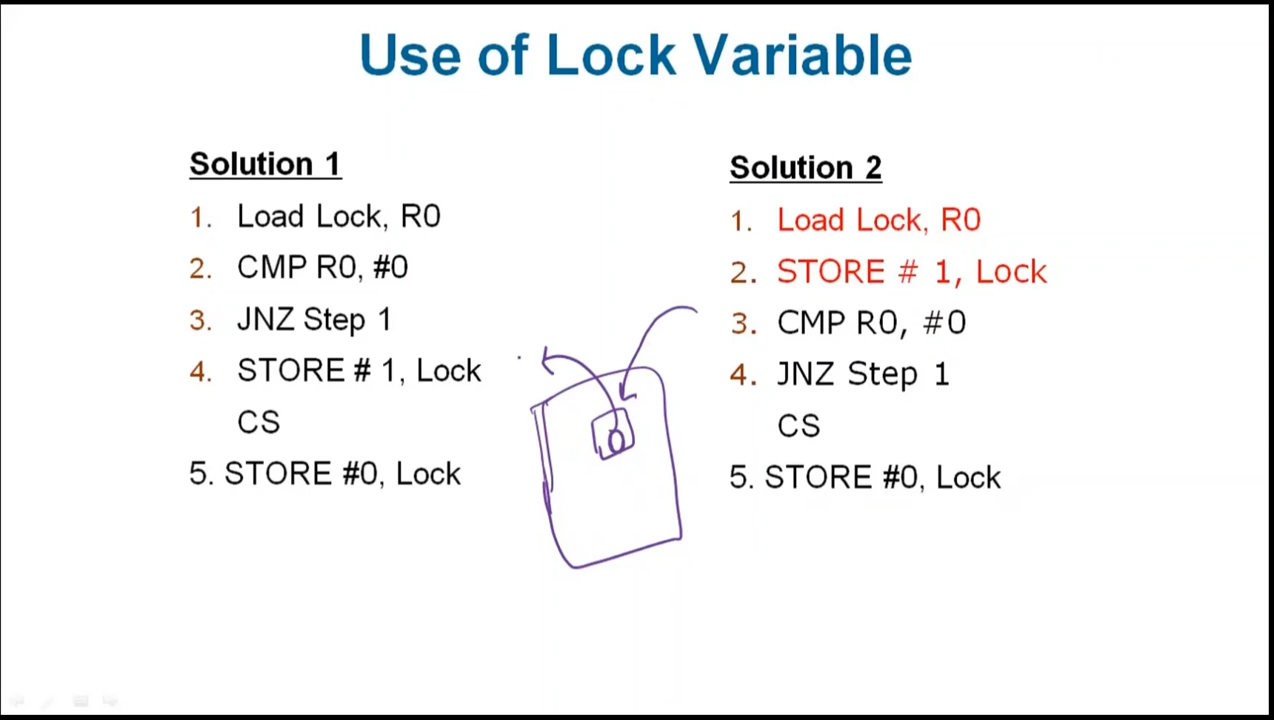 Use of Lock Variable
Solution 1
1. Load Lock, R0
2. CMP R0, #0
3. JNZ Step 1
4. STORE # 1, Lock
CS
5. STORE #0, Lock
Solution 2
1. Load Lock, R0
2. STORE # 1, Lock
3. CMP R0, #0
4. JNZ Step 1
CS
5. STORE #0, Lock
0